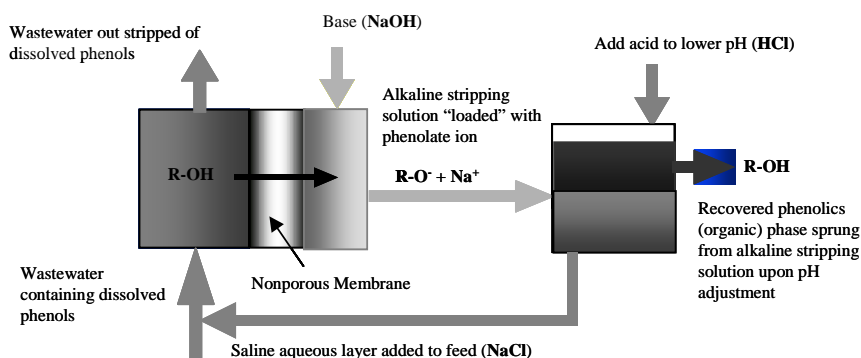 Wastewater out stripped of
dissolved phenols
Base (NaOH)
Add acid to lower pH (HCl)
Alkaline stripping
solution “loaded” with
phenolate ion
R-OH
R-O- + Na+
R-OH
Recovered phenolics
(organic) phase sprung
from alkaline stripping
solution upon pH
adjustment
Wastewater
containing dissolved
phenols
Nonporous Membrane
Saline aqueous layer added to feed (NaCl)